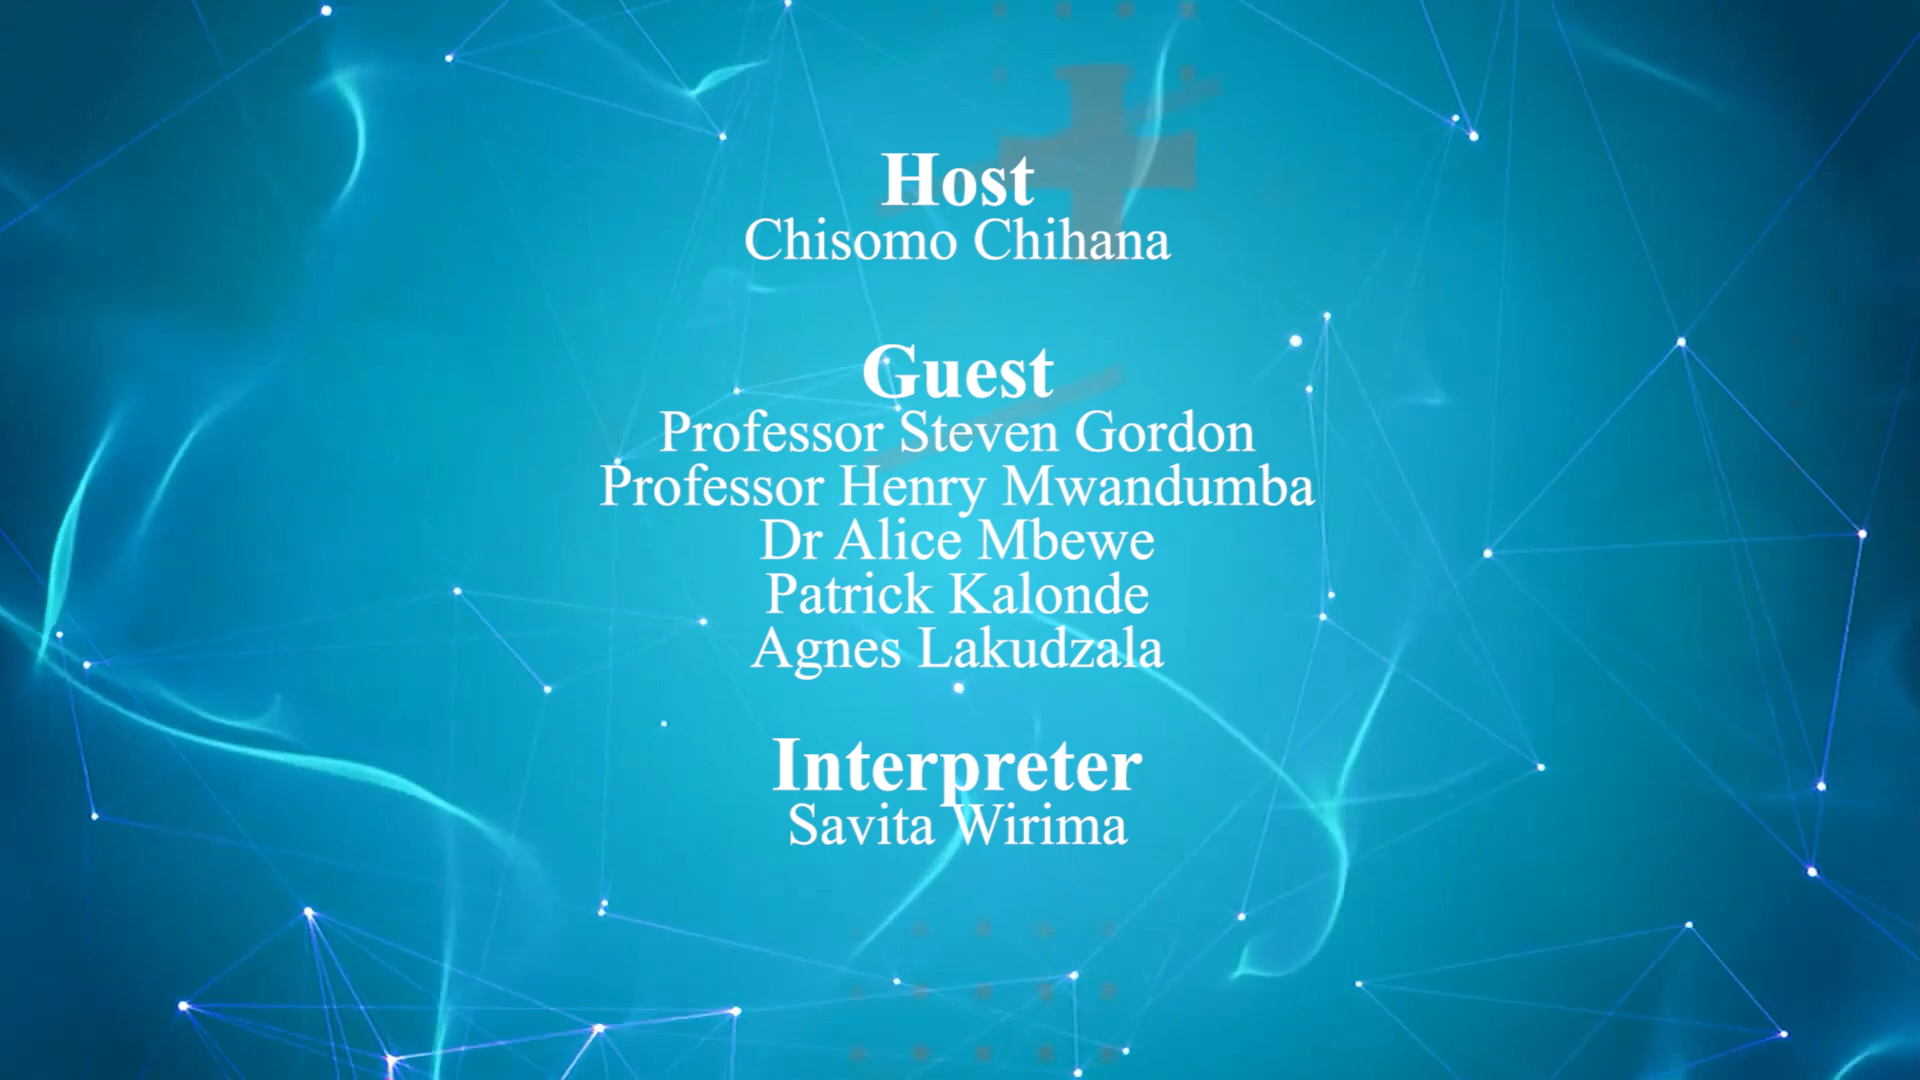 Host
Chisomo Chihana
Guest
Professor Steven Gordon
Professor Henry Mwandumba
Dr Alice Mbewe
Patrick Kalonde
Agnes Lakudzala
Interpreter
Savita Wirima